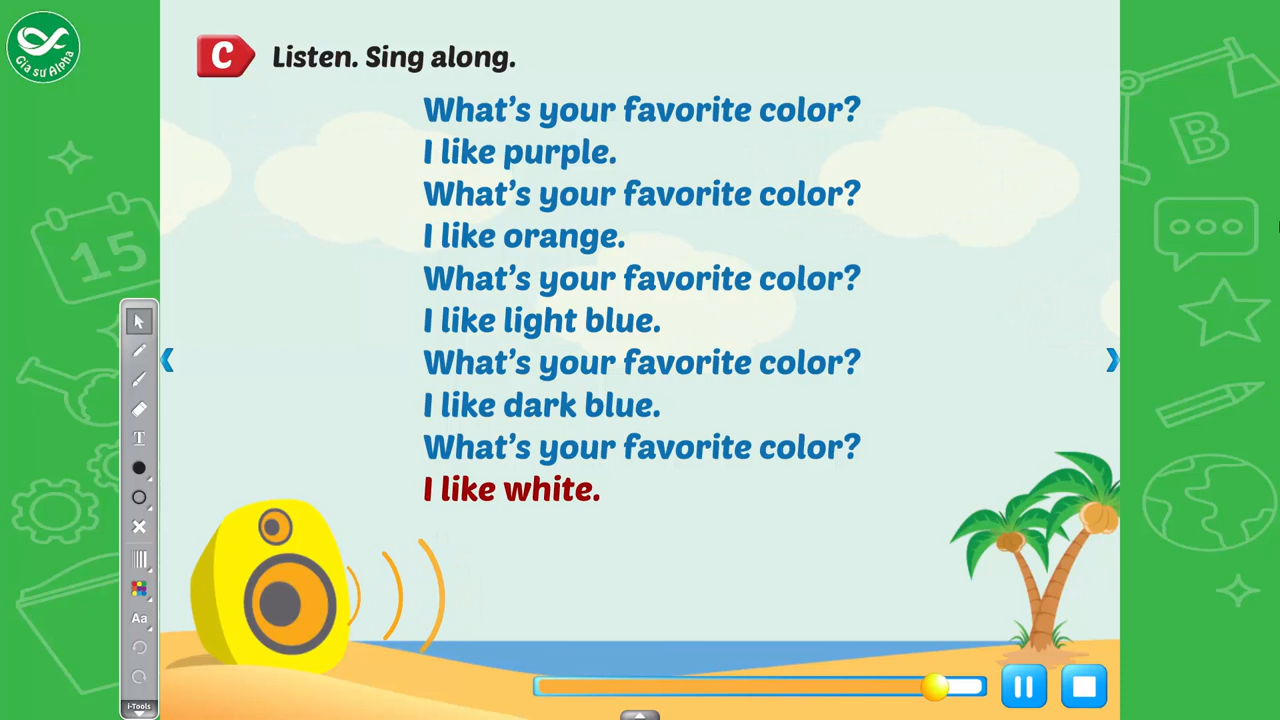 Gia sư Alpha
C Listen. Sing along.
What's your favorite color?
I like purple.
What's your favorite color?
I like orange.
What's your favorite color?
I like light blue.
What's your favorite color?
I like dark blue.
What's your favorite color?
I like white.
15
B
T
Aa
i-Tools